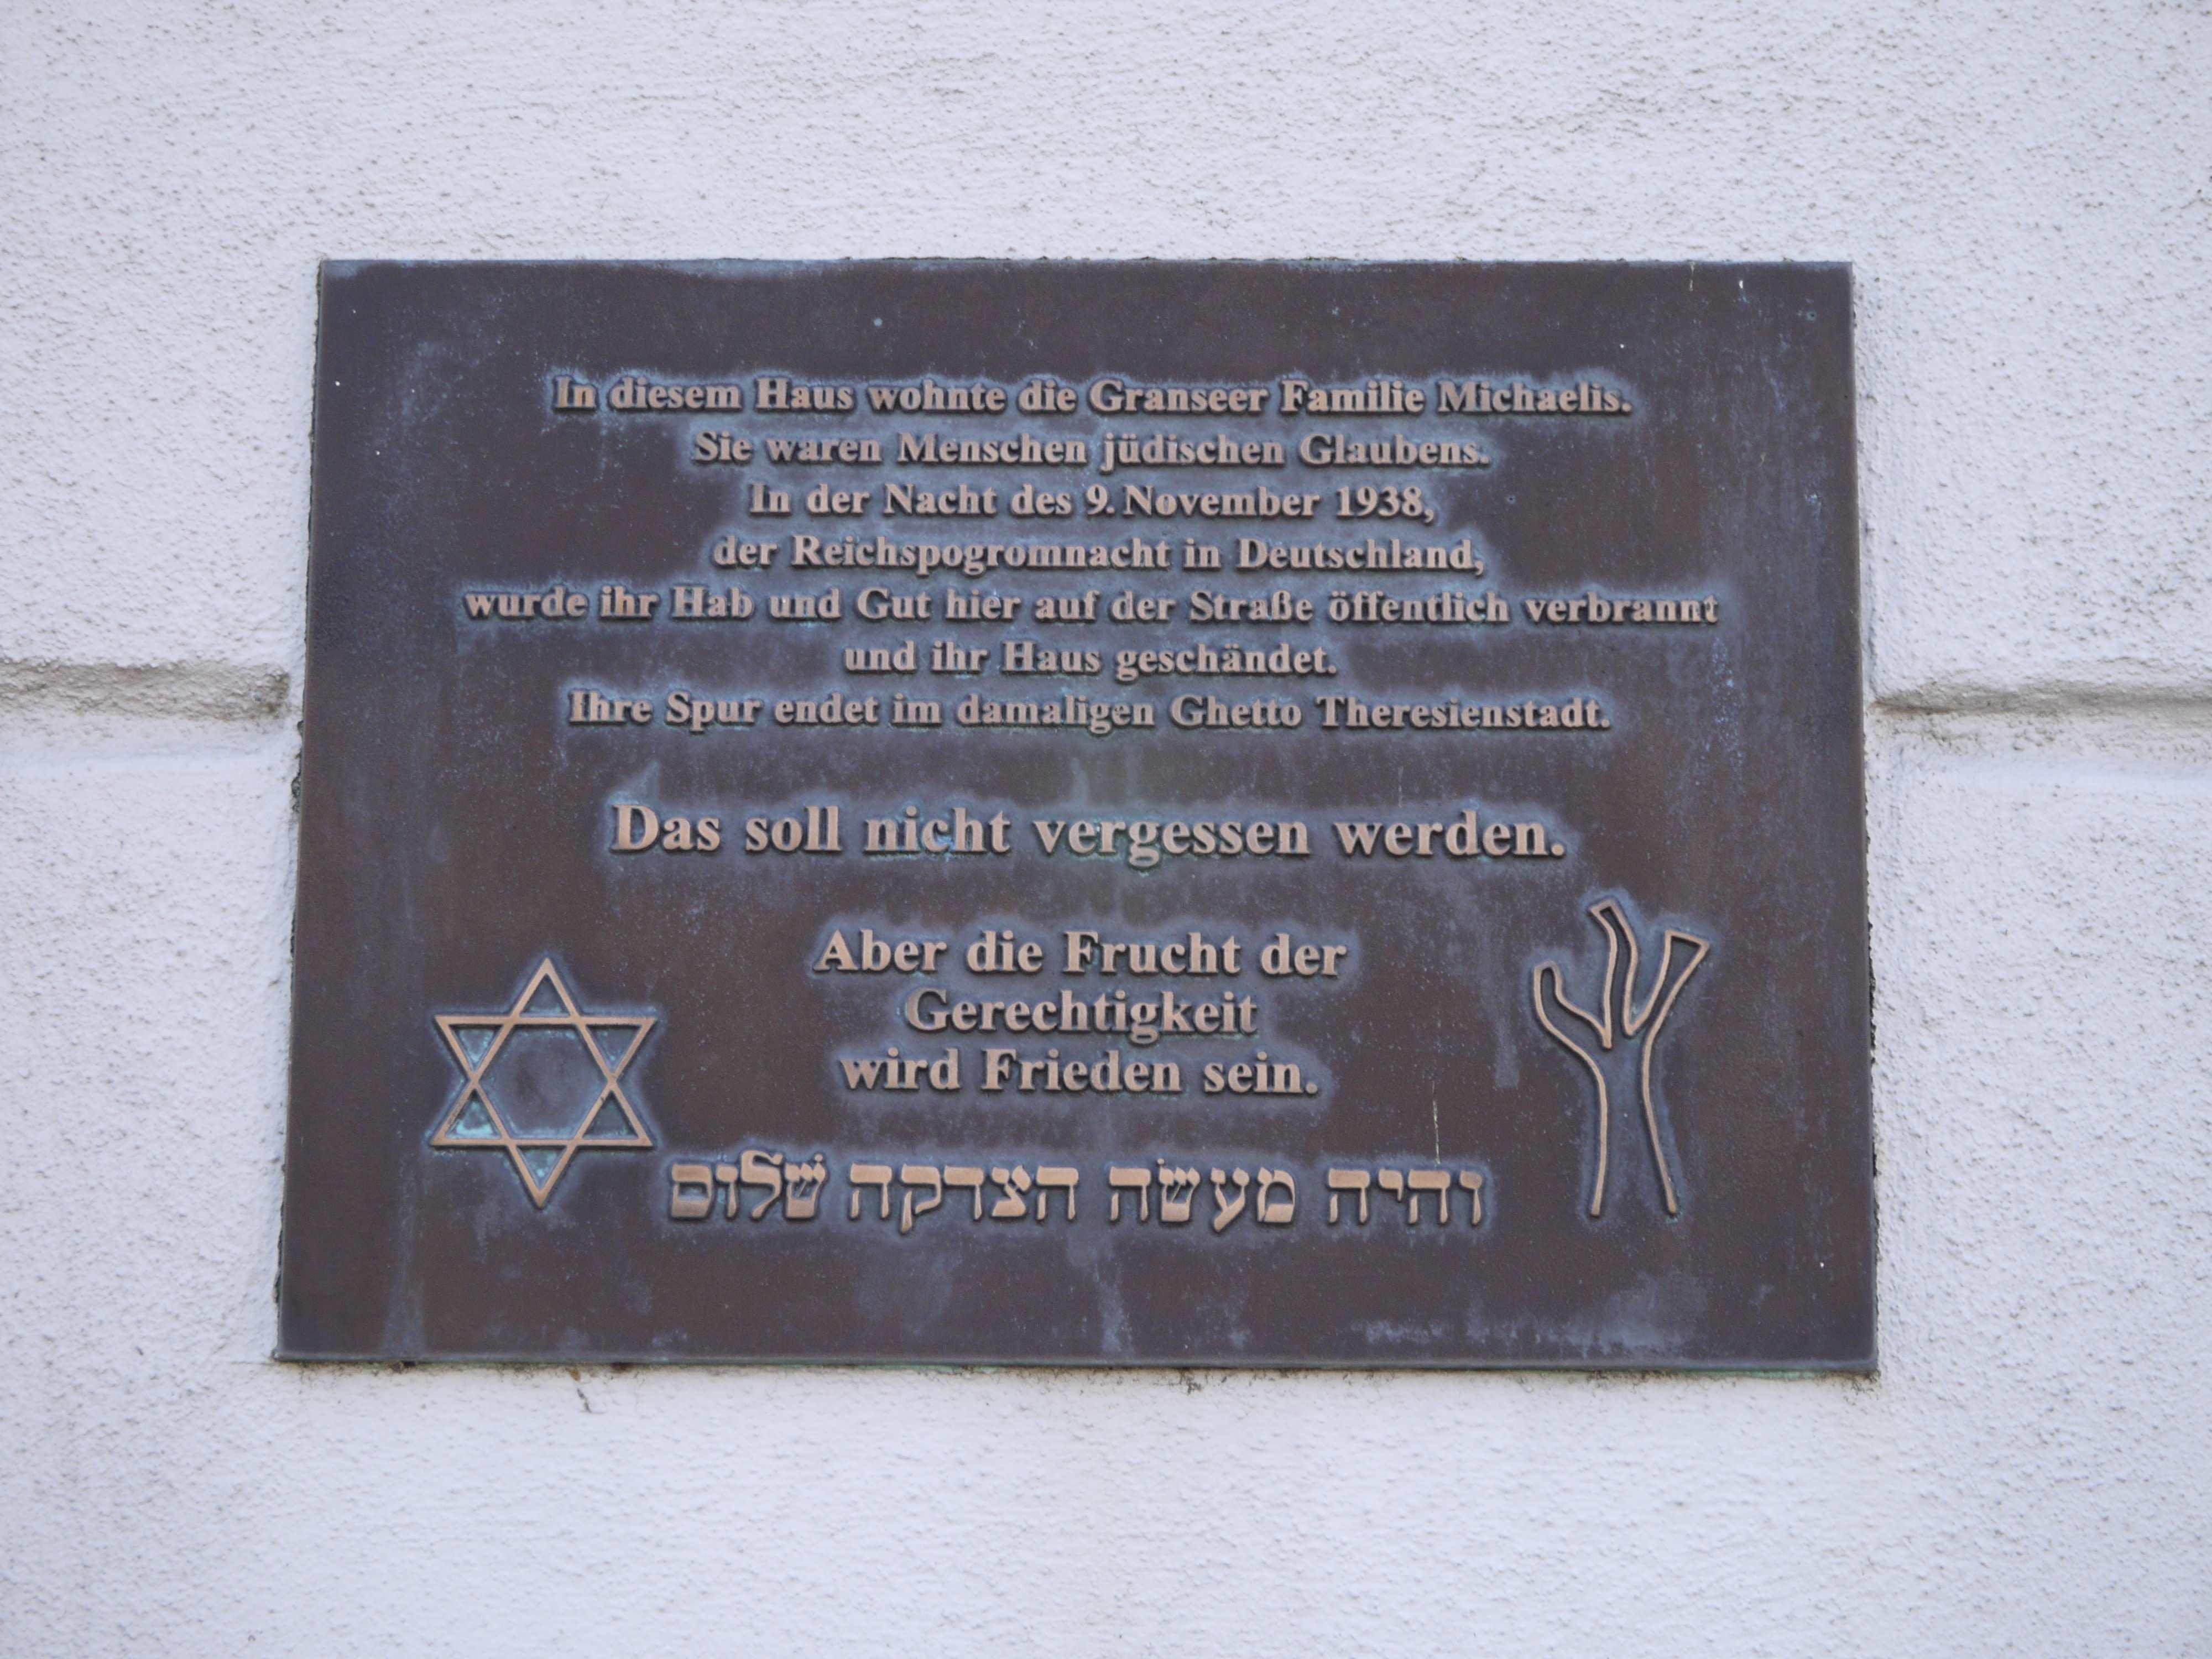 In diesem Haus wohnte die Granseer Familie Michaelis.
Sie waren Menschen jüdischen Glaubens.
In der Nacht des 9. November 1938,
der Reichspogromnacht in Deutschland,
wurde ihr Hab und Gut hier auf der Straße öffentlich verbrannt
und ihr Haus geschändet.
Ihre Spur endet im damaligen Ghetto Theresienstadt.
Das soll nicht vergessen werden.
Aber die Frucht der
Gerechtigkeit
wird Frieden sein.
והיה מעשׂה הצדקה שׁלום